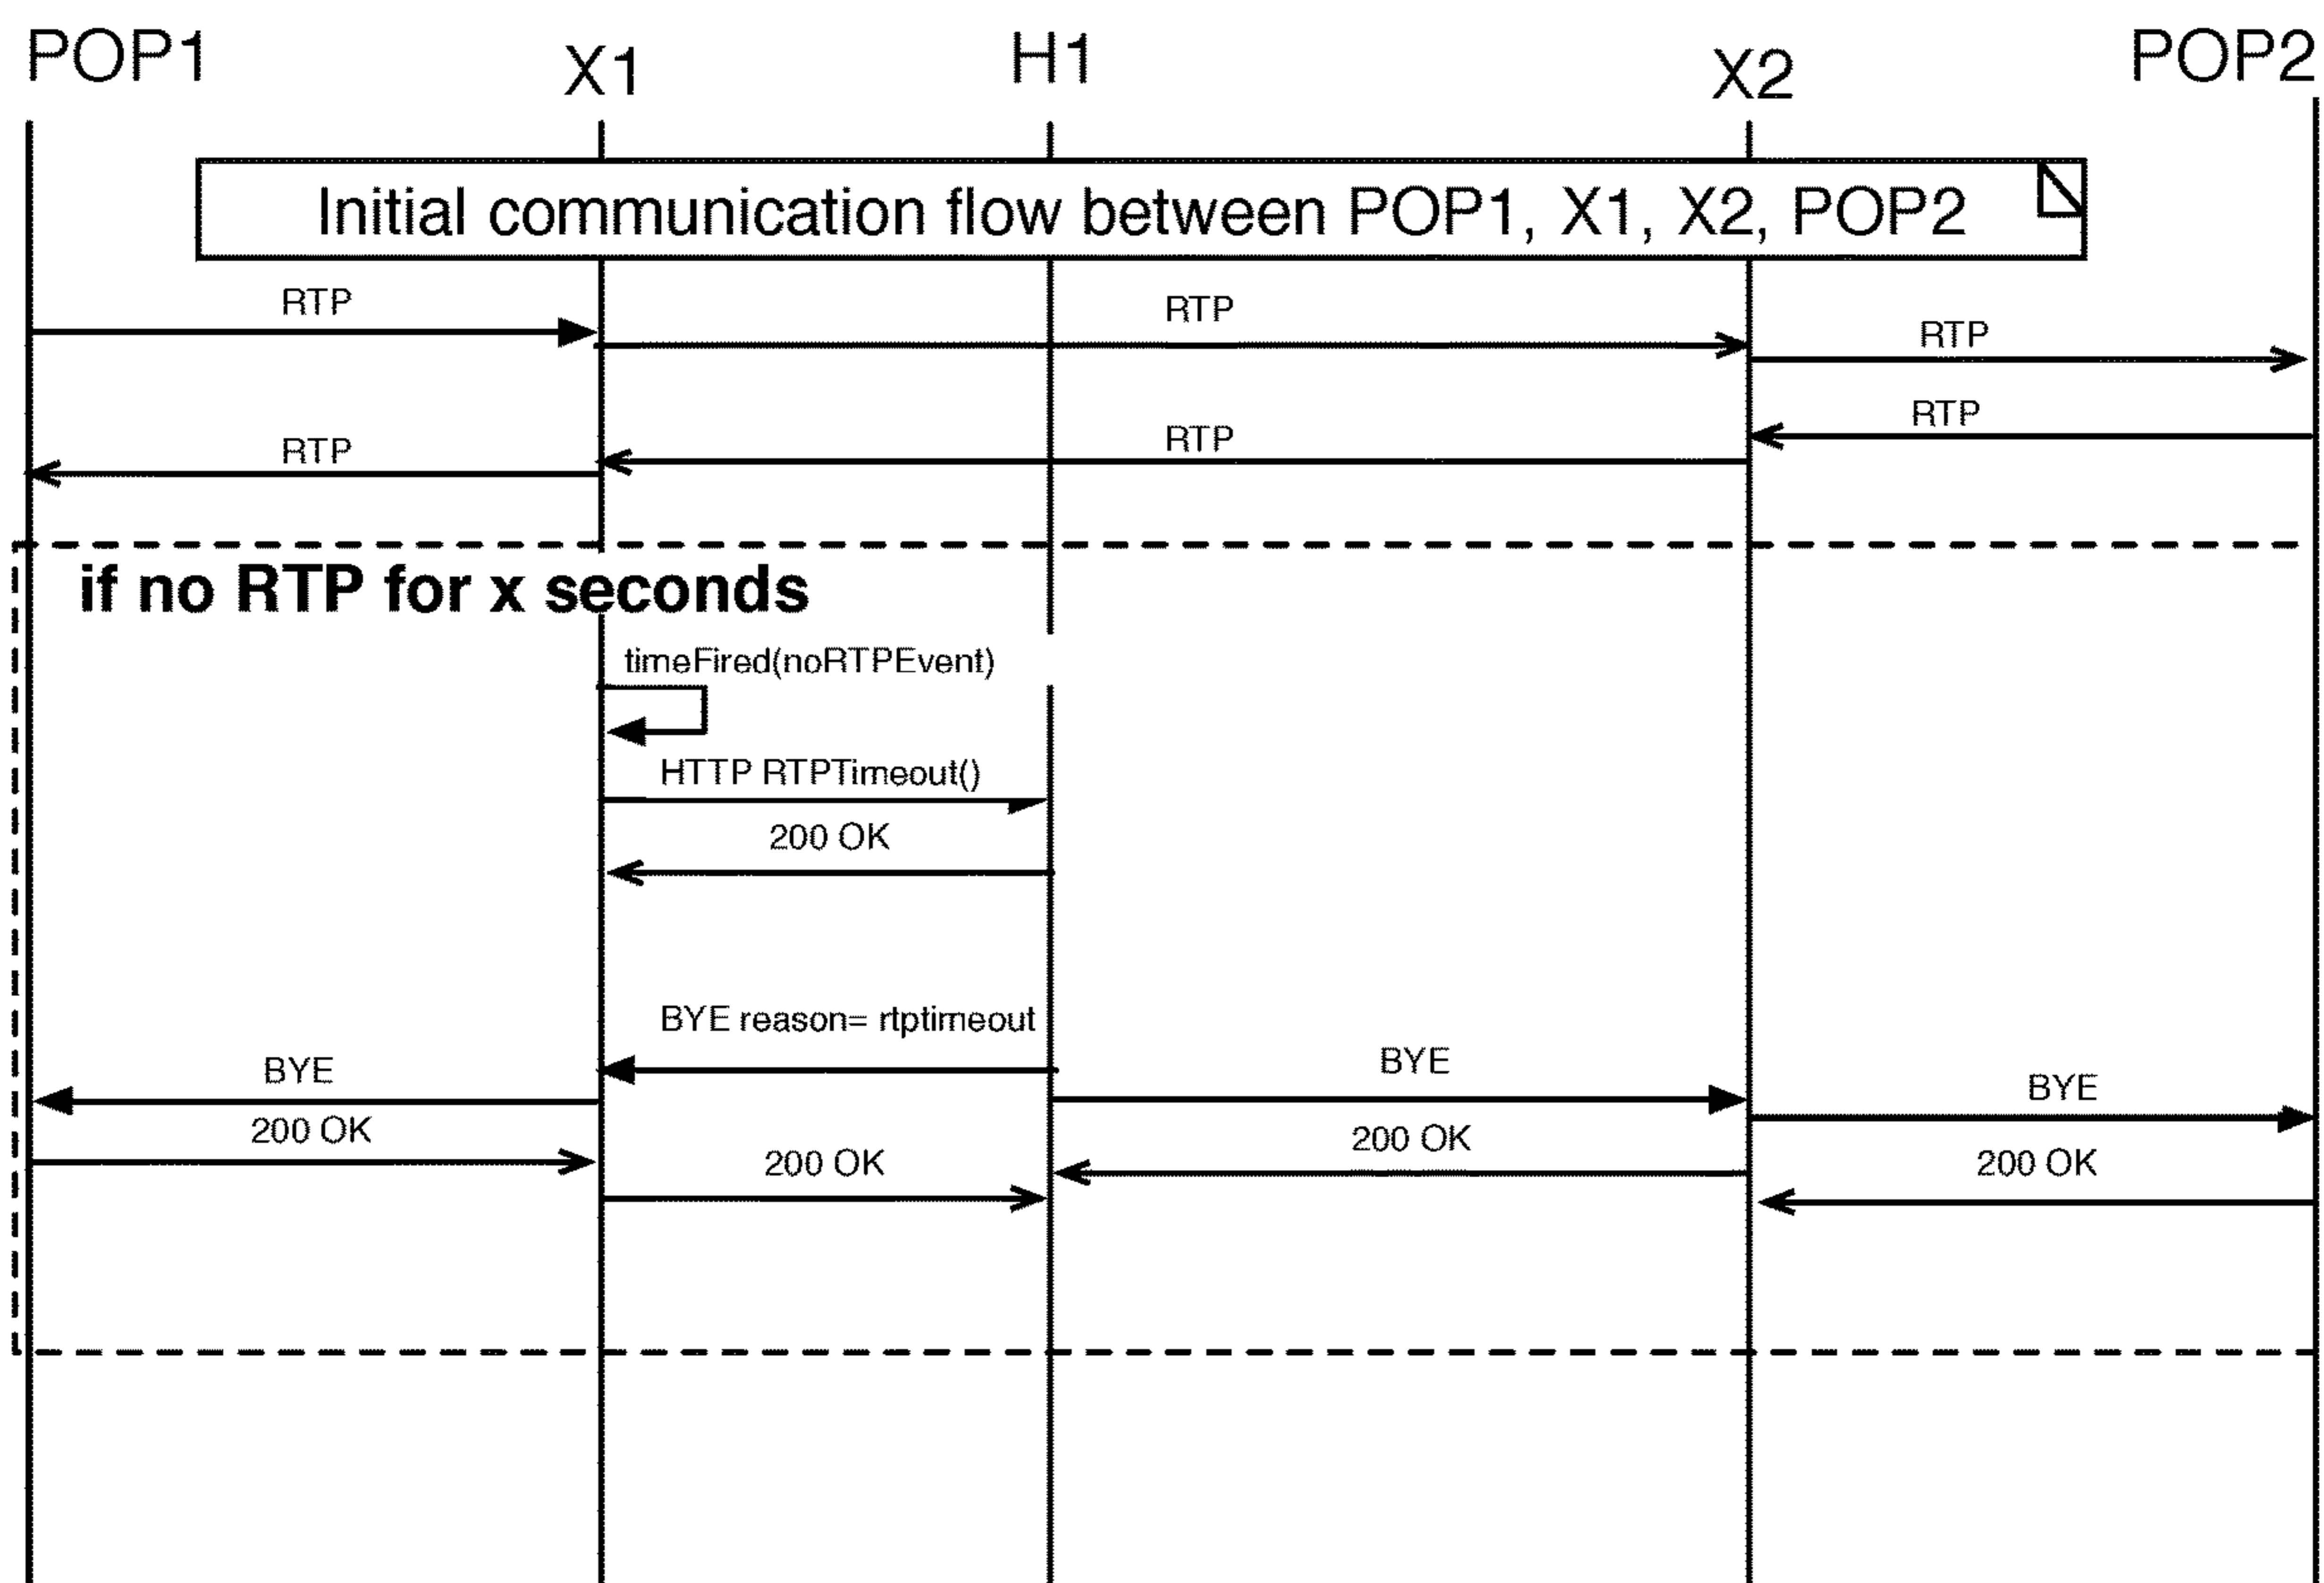 POP1
X1
H1
X2
POP2
Initial communication flow between POP1, X1, X2, POP2
RTP
RTP
RTP
RTP
RTP
RTP
if no RTP for x seconds
timeFired(noRTPEvent)
HTTP RTPTimeout()
200 OK
BYE reason= rtptimeout
BYE
BYE
BYE
200 OK
200 OK
200 OK
200 OK